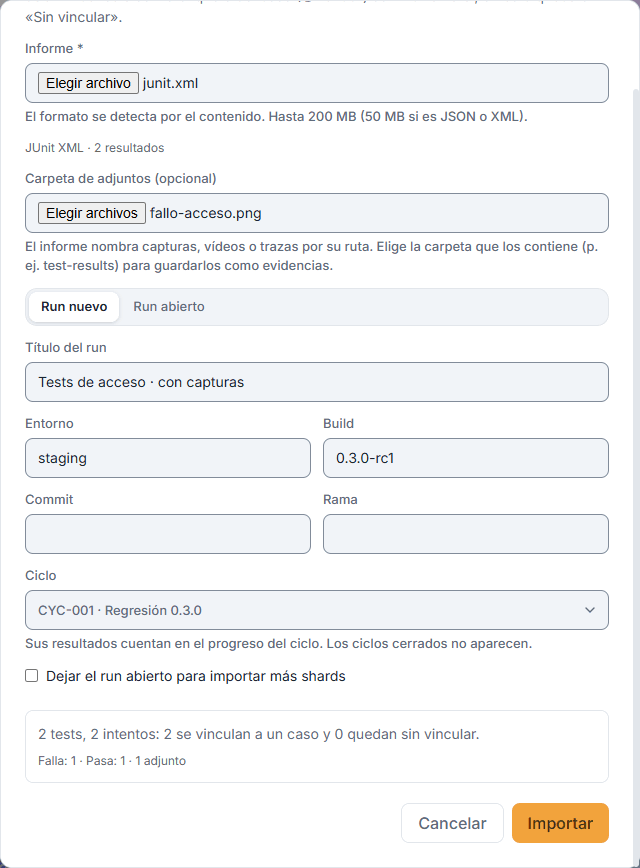 «Sin vincular».
Informe *
Elegir archivo junit.xml
El formato se detecta por el contenido. Hasta 200 MB (50 MB si es JSON o XML).
JUnit XML · 2 resultados
Carpeta de adjuntos (opcional)
Elegir archivos fallo-acceso.png
El informe nombra capturas, vídeos o trazas por su ruta. Elige la carpeta que los contiene (p.
ej. test-results) para guardarlos como evidencias.
Run nuevo Run abierto
Título del run
Tests de acceso · con capturas
Entorno Build
staging 0.3.0-rc1
Commit Rama
Ciclo
CYC-001 · Regresión 0.3.0
Sus resultados cuentan en el progreso del ciclo. Los ciclos cerrados no aparecen.
Dejar el run abierto para importar más shards
2 tests, 2 intentos: 2 se vinculan a un caso y 0 quedan sin vincular.
Falla: 1 · Pasa: 1 · 1 adjunto
Cancelar Importar